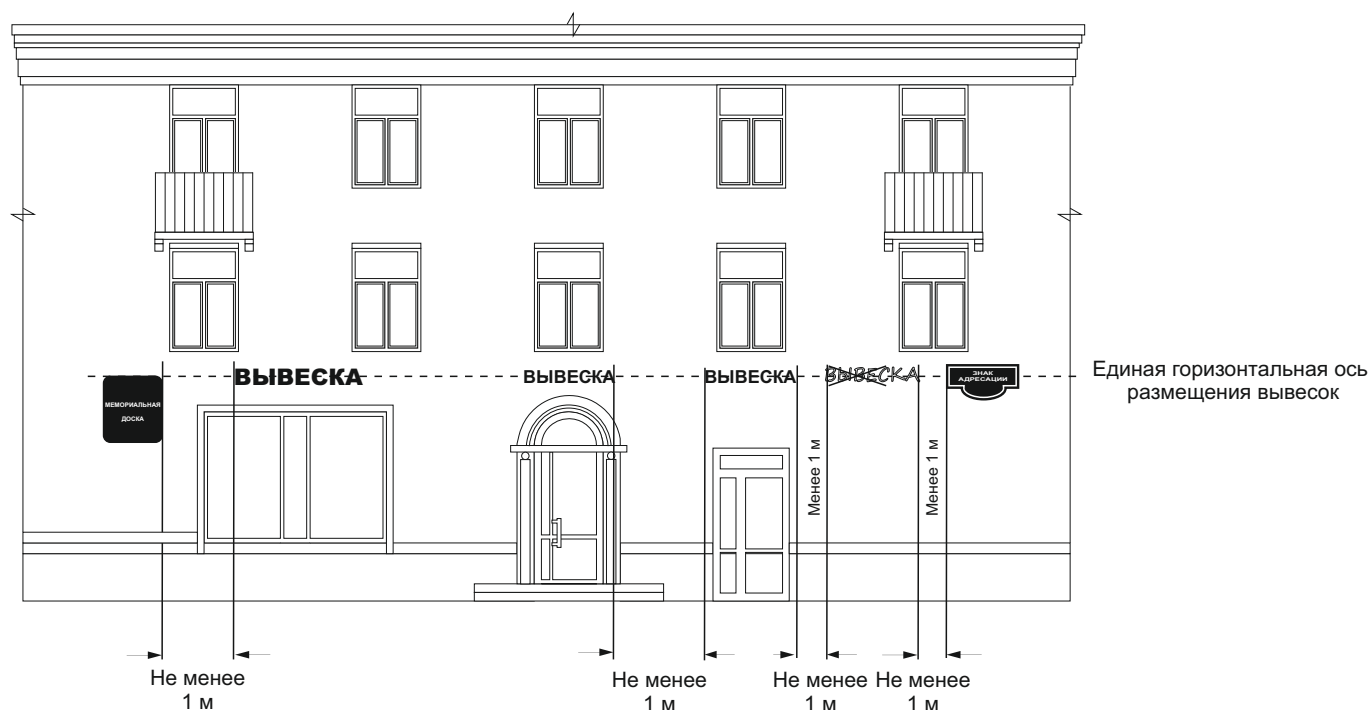 ВЫВЕСКА
ВЫВЕСКА
ВЫВЕСКА
ВЫВЕСКА
МЕМОРИАЛЬНАЯ
ДОСКА
ЗНАК
АДРЕСАЦИИ
Единая горизонтальная ось
размещения вывесок
Менее 1 м
Менее 1 м
Не менее
1 м
Не менее
1 м
Не менее
1 м
Не менее
1 м